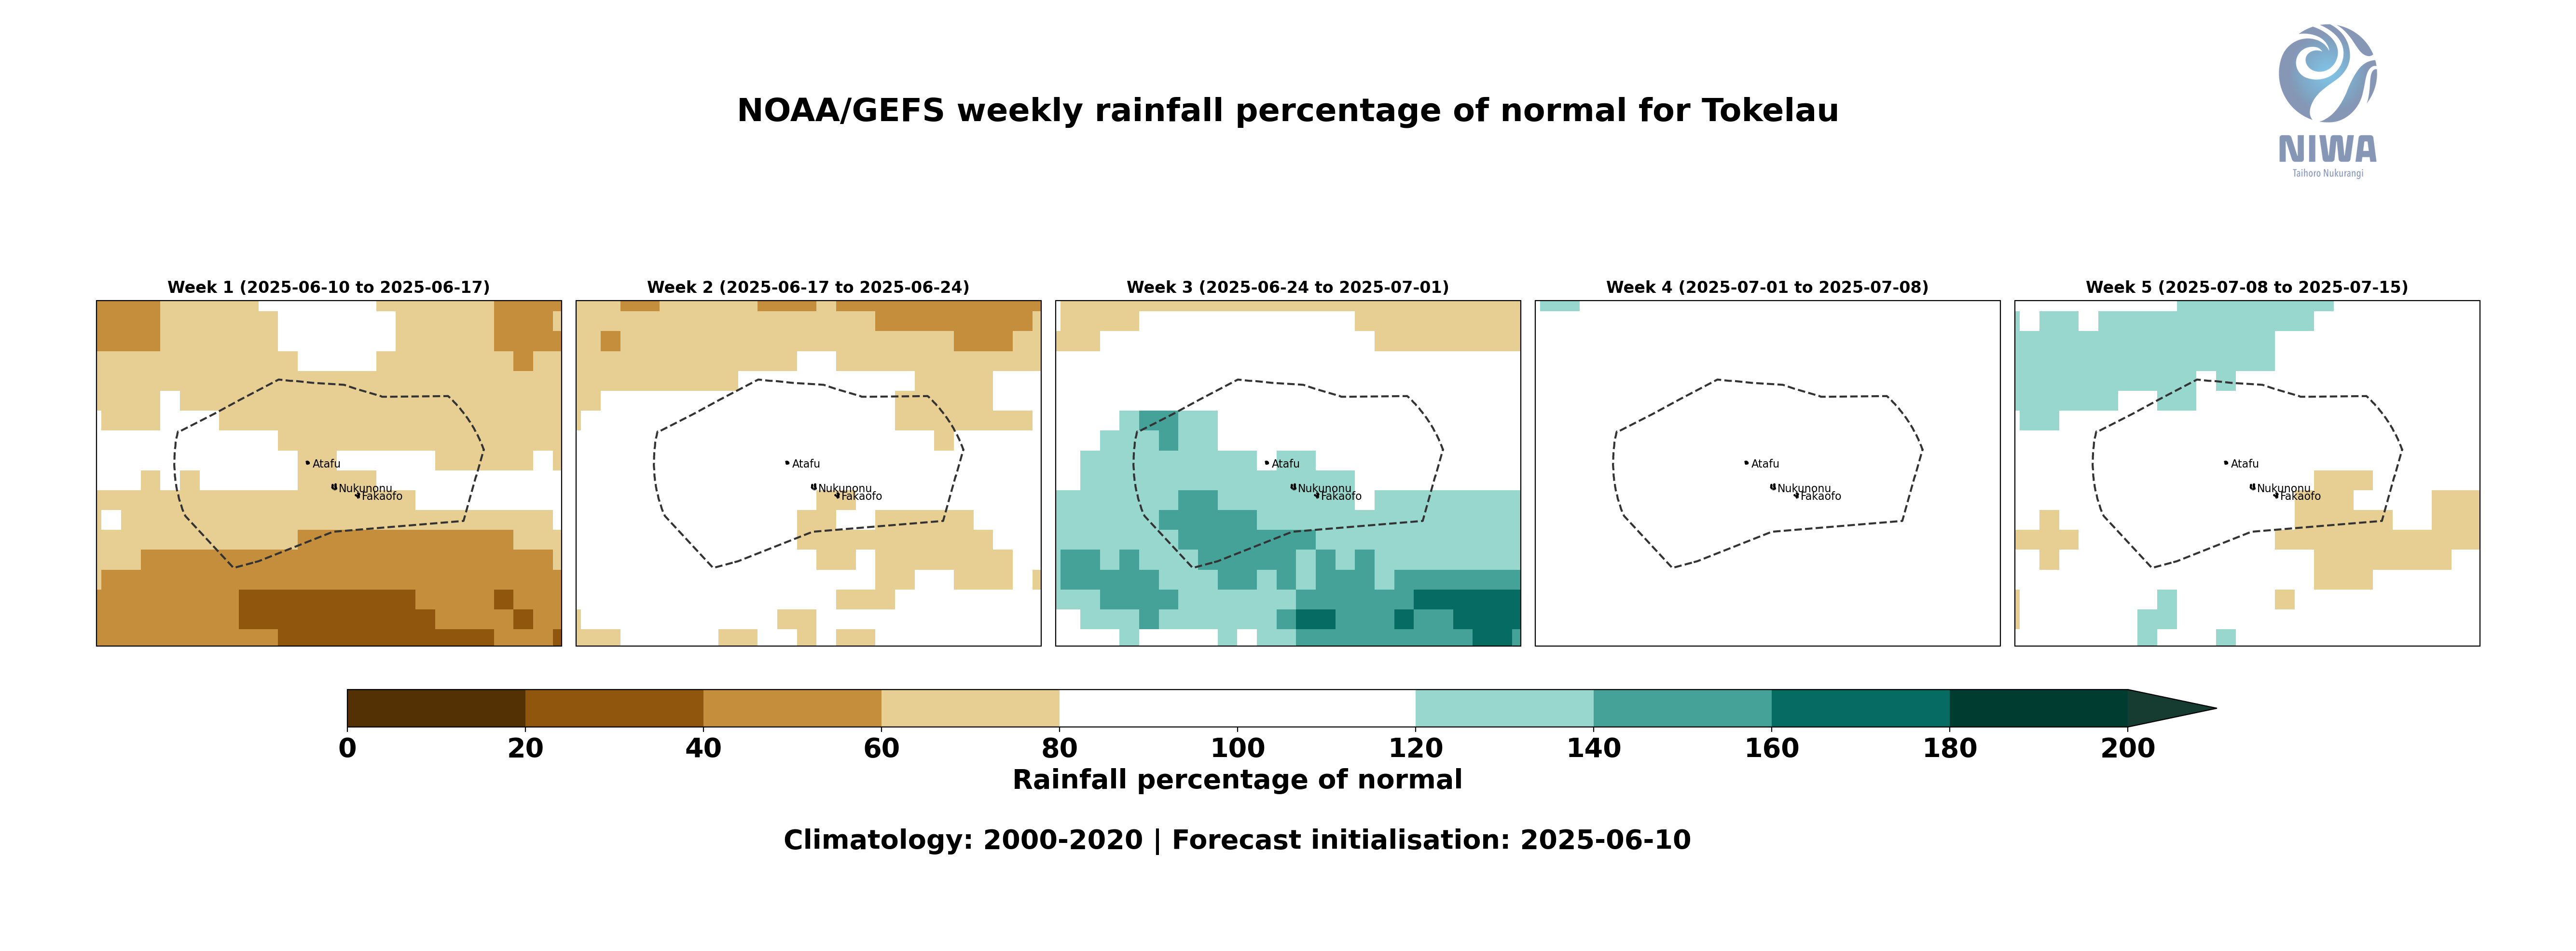 NOAA/GEFS weekly rainfall percentage of normal for Tokelau
NIWA
Taihoro Nukurangi
Week 1 (2025-06-10 to 2025-06-17)
Week 2 (2025-06-17 to 2025-06-24)
Week 3 (2025-06-24 to 2025-07-01)
Week 4 (2025-07-01 to 2025-07-08)
Week 5 (2025-07-08 to 2025-07-15)
Atafu
Nukunonu
Fakaofo
Atafu
Nukunonu
Fakaofo
Atafu
Nukunonu
Fakaofo
Atafu
Nukunonu
Fakaofo
Atafu
Nukunonu
Fakaofo
0 20 40 60 80 100 120 140 160 180 200
Rainfall percentage of normal
Climatology: 2000-2020 | Forecast initialisation: 2025-06-10